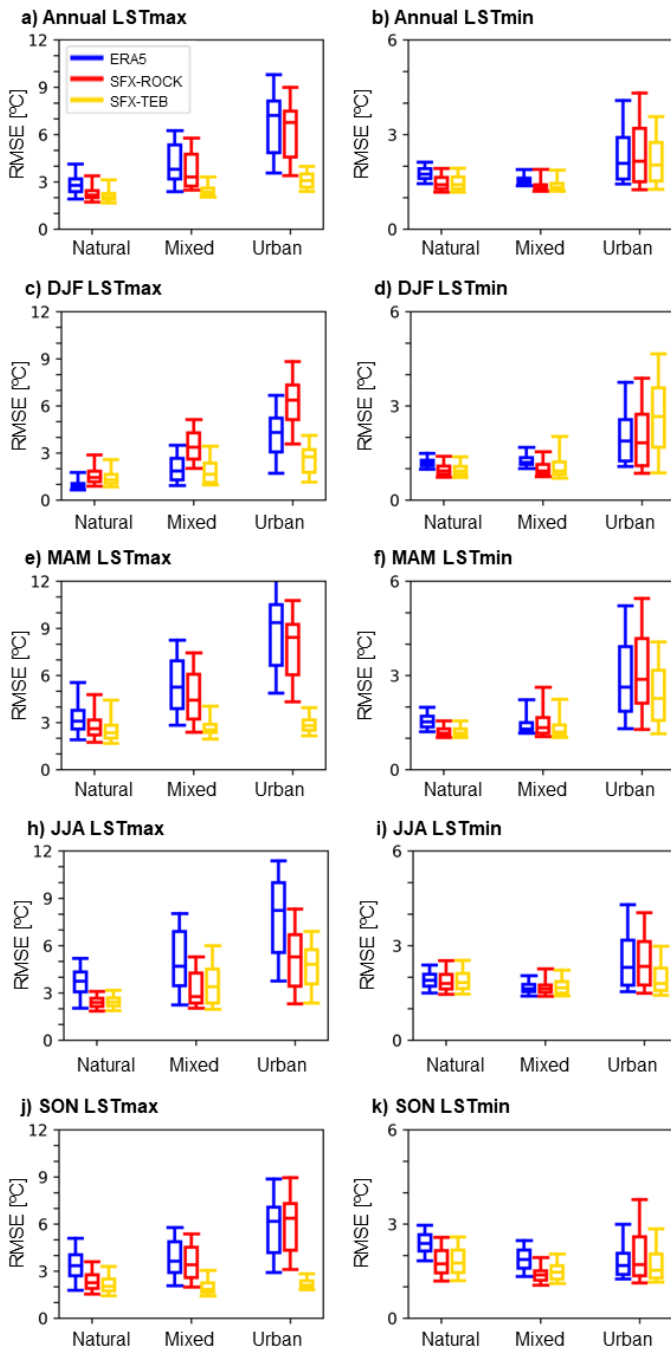 a) Annual LSTmax
b) Annual LSTmin
12
9
6
3
0
RMSE [ºC]
ERA5
SFX-ROCK
SFX-TEB
Natural Mixed Urban
6
3
0
RMSE [ºC]
Natural Mixed Urban
c) DJF LSTmax
d) DJF LSTmin
12
9
6
3
0
RMSE [ºC]
Natural Mixed Urban
6
3
0
RMSE [ºC]
Natural Mixed Urban
e) MAM LSTmax
f) MAM LSTmin
12
9
6
3
0
RMSE [ºC]
Natural Mixed Urban
6
3
0
RMSE [ºC]
Natural Mixed Urban
h) JJA LSTmax
i) JJA LSTmin
12
9
6
3
0
RMSE [ºC]
Natural Mixed Urban
6
3
0
RMSE [ºC]
Natural Mixed Urban
j) SON LSTmax
k) SON LSTmin
12
9
6
3
0
RMSE [ºC]
Natural Mixed Urban
6
3
0
RMSE [ºC]
Natural Mixed Urban